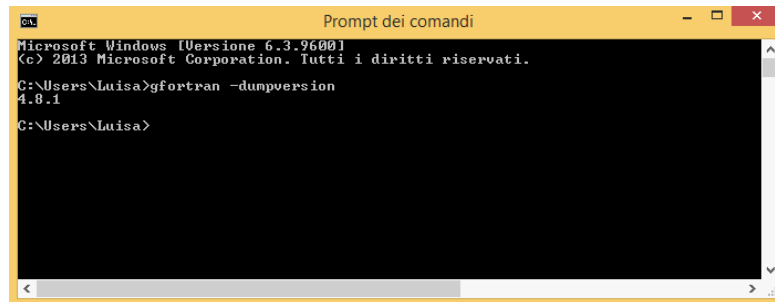 Prompt dei comandi
Microsoft Windows [Versione 6.3.9600]
(c) 2013 Microsoft Corporation. Tutti i diritti riservati.
C:\Users\Luisa>gfortran -dumpversion
4.8.1
C:\Users\Luisa>